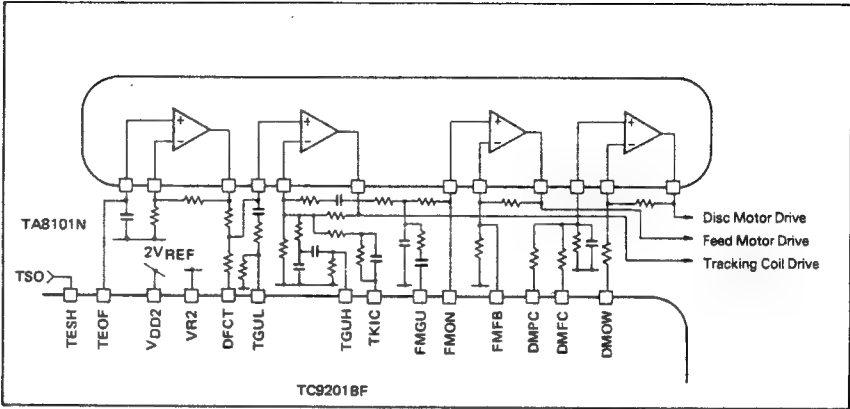 +
−
+
−
+
−
+
−
TA8101N
Disc Motor Drive
Feed Motor Drive
Tracking Coil Drive
2VREF
TSO
TESH
TEOF
VDD2
VR2
DFCT
TGUL
TGUH
TKIC
FMGU
FMON
FMFB
DMPC
DMFC
DMOW
TC9201BF